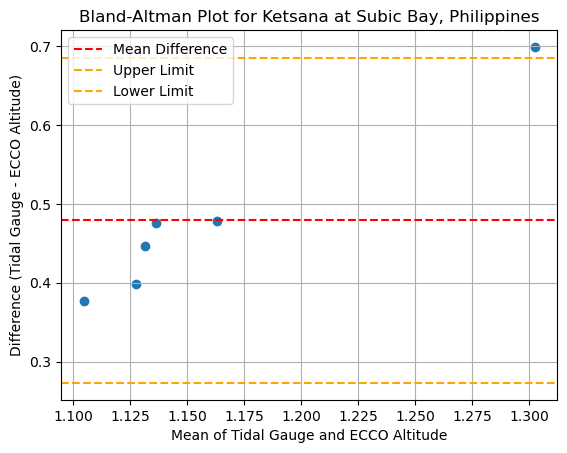 Bland-Altman Plot for Ketsana at Subic Bay, Philippines
Mean Difference
Upper Limit
Lower Limit
0.7
0.6
0.5
0.4
0.3
Difference (Tidal Gauge - ECCO Altitude)
1.100
1.125
1.150
1.175
1.200
1.225
1.250
1.275
1.300
Mean of Tidal Gauge and ECCO Altitude